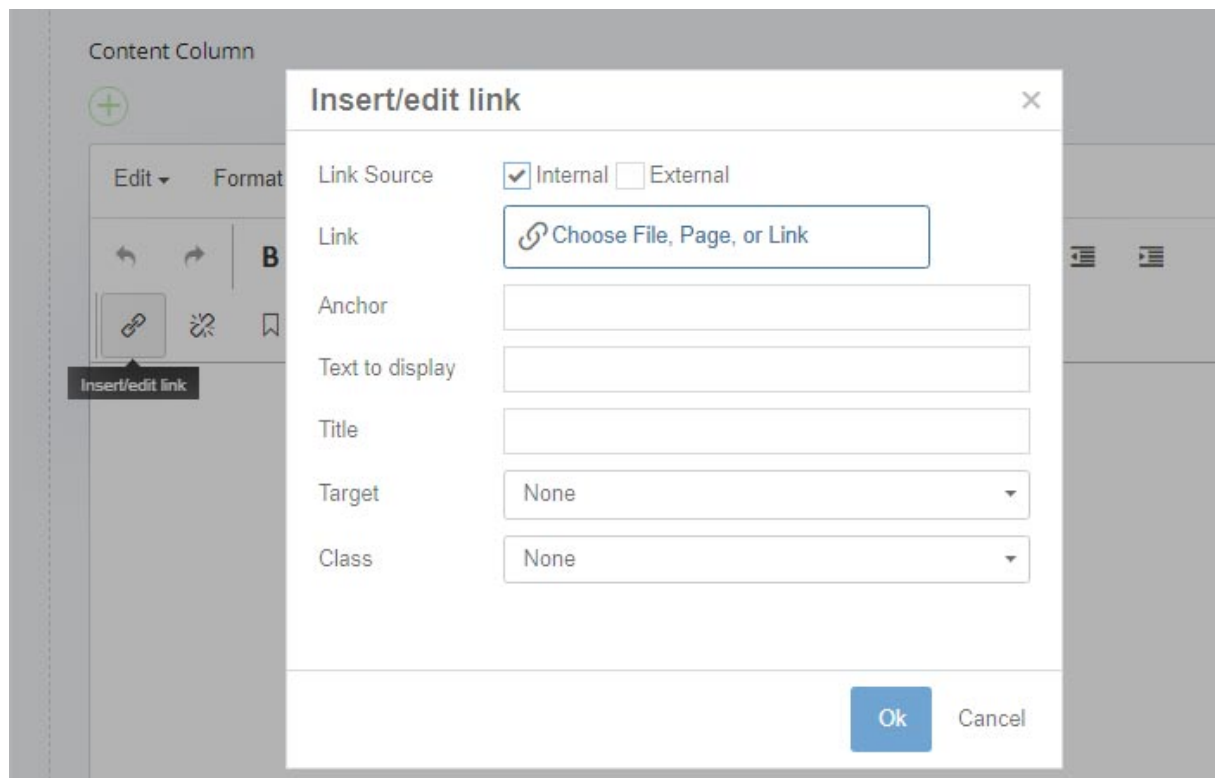 Content Column
Insert/edit link
Link Source Internal External
Edit Format
Link Choose File, Page, or Link
B
Anchor
Text to display
Insert/edit link
Title
Target None
Class None
Ok Cancel